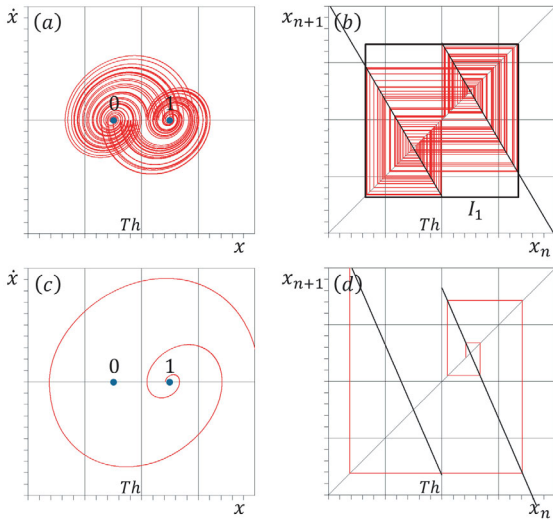 ẋ (a)
0 1
Th
x
x_{n+1} (b)
I_1
Th
x_n
ẋ (c)
0 1
Th
x
x_{n+1} (d)
Th
x_n